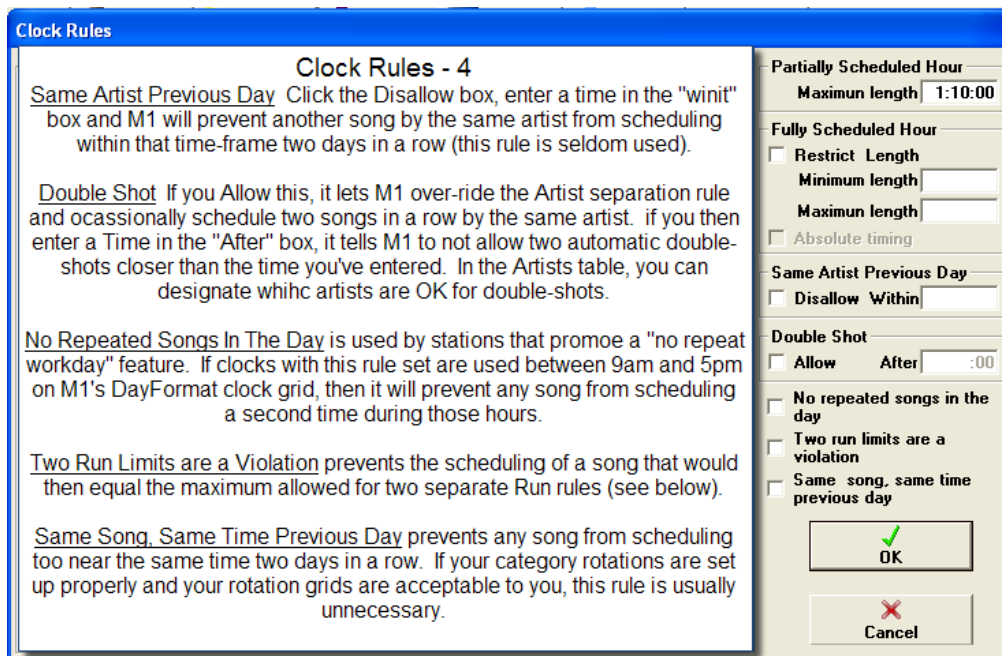 Clock Rules
Clock Rules - 4
Same Artist Previous Day  Click the Disallow box, enter a time in the "winit"
box and M1 will prevent another song by the same artist from scheduling
within that time-frame two days in a row (this rule is seldom used).
Double Shot  If you Allow this, it lets M1 over-ride the Artist separation rule
and ocassionally schedule two songs in a row by the same artist.  if you then
enter a Time in the "After" box, it tells M1 to not allow two automatic double-
shots closer than the time you've entered.  In the Artists table, you can
designate whihc artists are OK for double-shots.
No Repeated Songs In The Day is used by stations that promoe a "no repeat
workday" feature.  If clocks with this rule set are used between 9am and 5pm
on M1's DayFormat clock grid, then it will prevent any song from scheduling
a second time during those hours.
Two Run Limits are a Violation prevents the scheduling of a song that would
then equal the maximum allowed for two separate Run rules (see below).
Same Song, Same Time Previous Day prevents any song from scheduling
too near the same time two days in a row.  If your category rotations are set
up properly and your rotation grids are acceptable to you, this rule is usually
unnecessary.
Partially Scheduled Hour
Maximun length 1:10:00
Fully Scheduled Hour
Restrict Length
Minimum length
Maximun length
Absolute timing
Same Artist Previous Day
Disallow Within
Double Shot
Allow After :00
No repeated songs in the
day
Two run limits are a
violation
Same song, same time
previous day
OK
Cancel